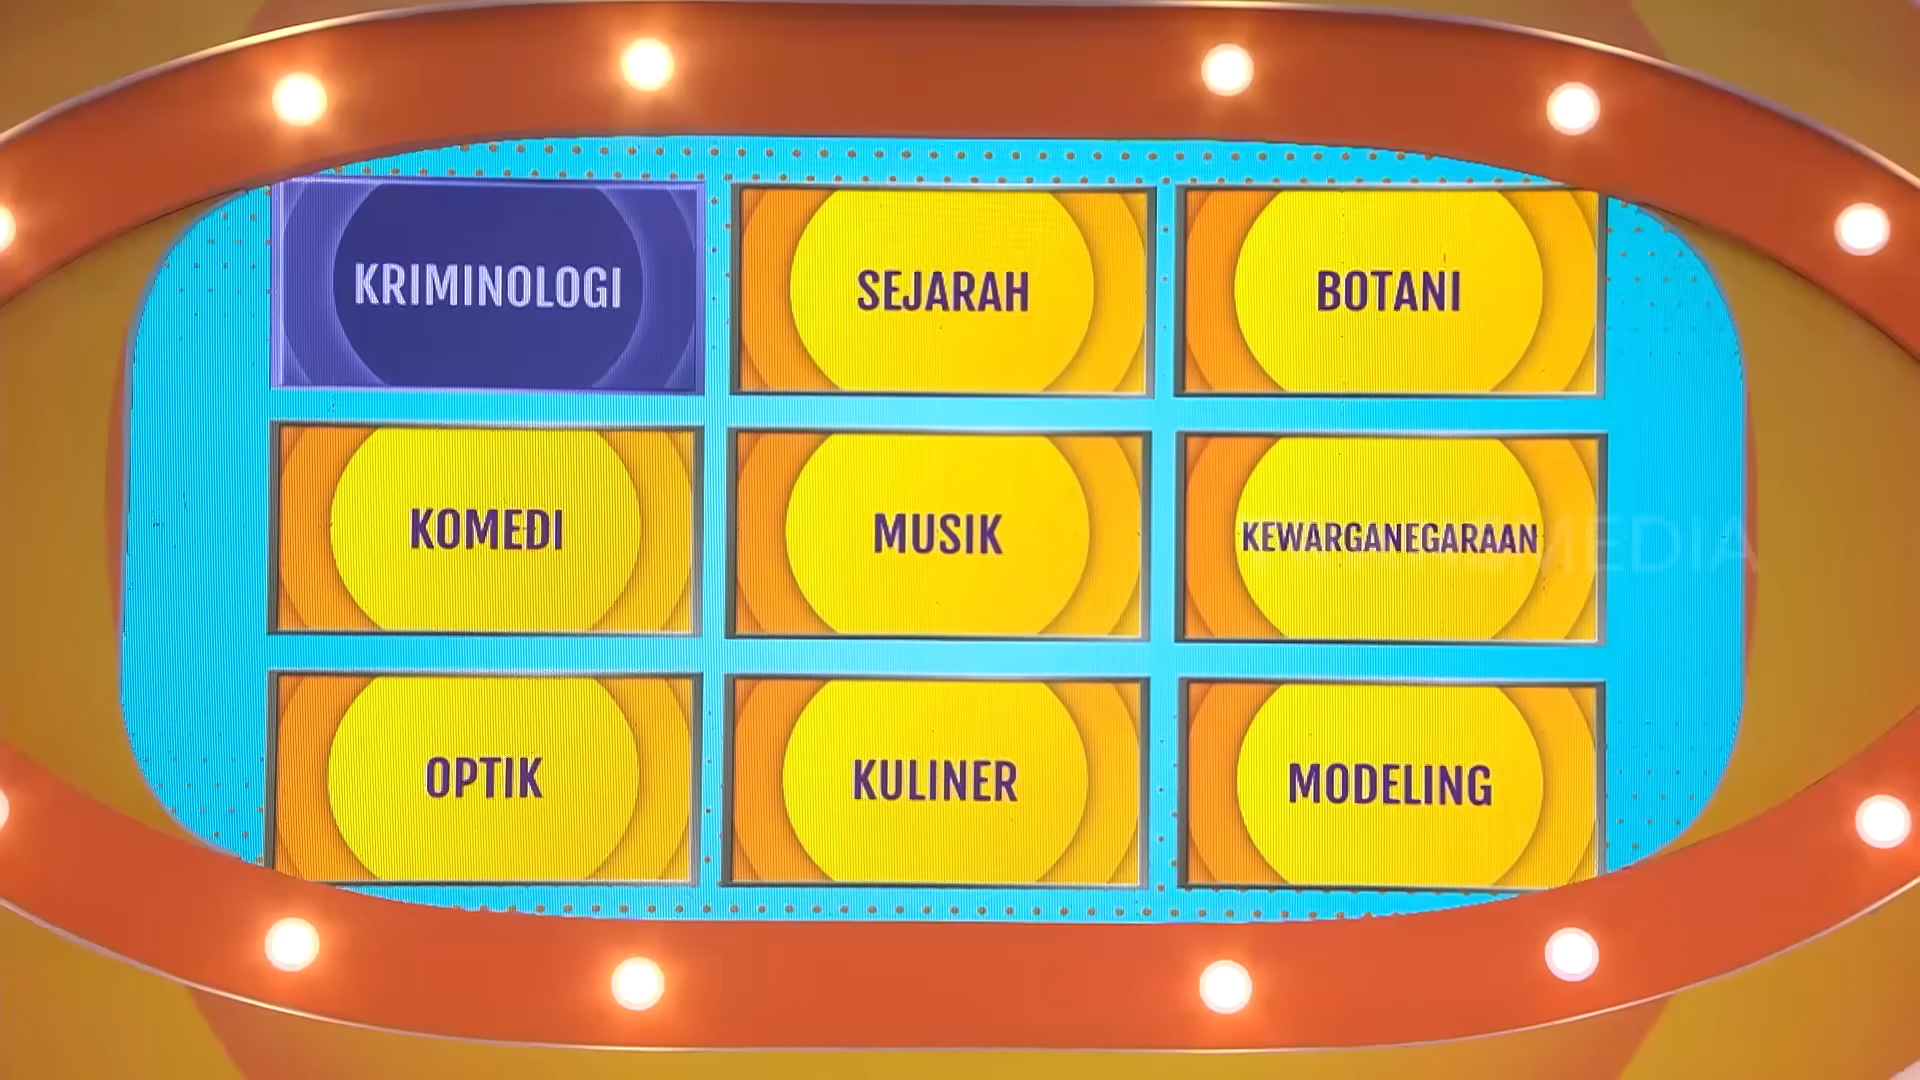 KRIMINOLOGI
SEJARAH
BOTANI
KOMEDI
MUSIK
KEWARGANEGARAAN
OPTIK
KULINER
MODELING